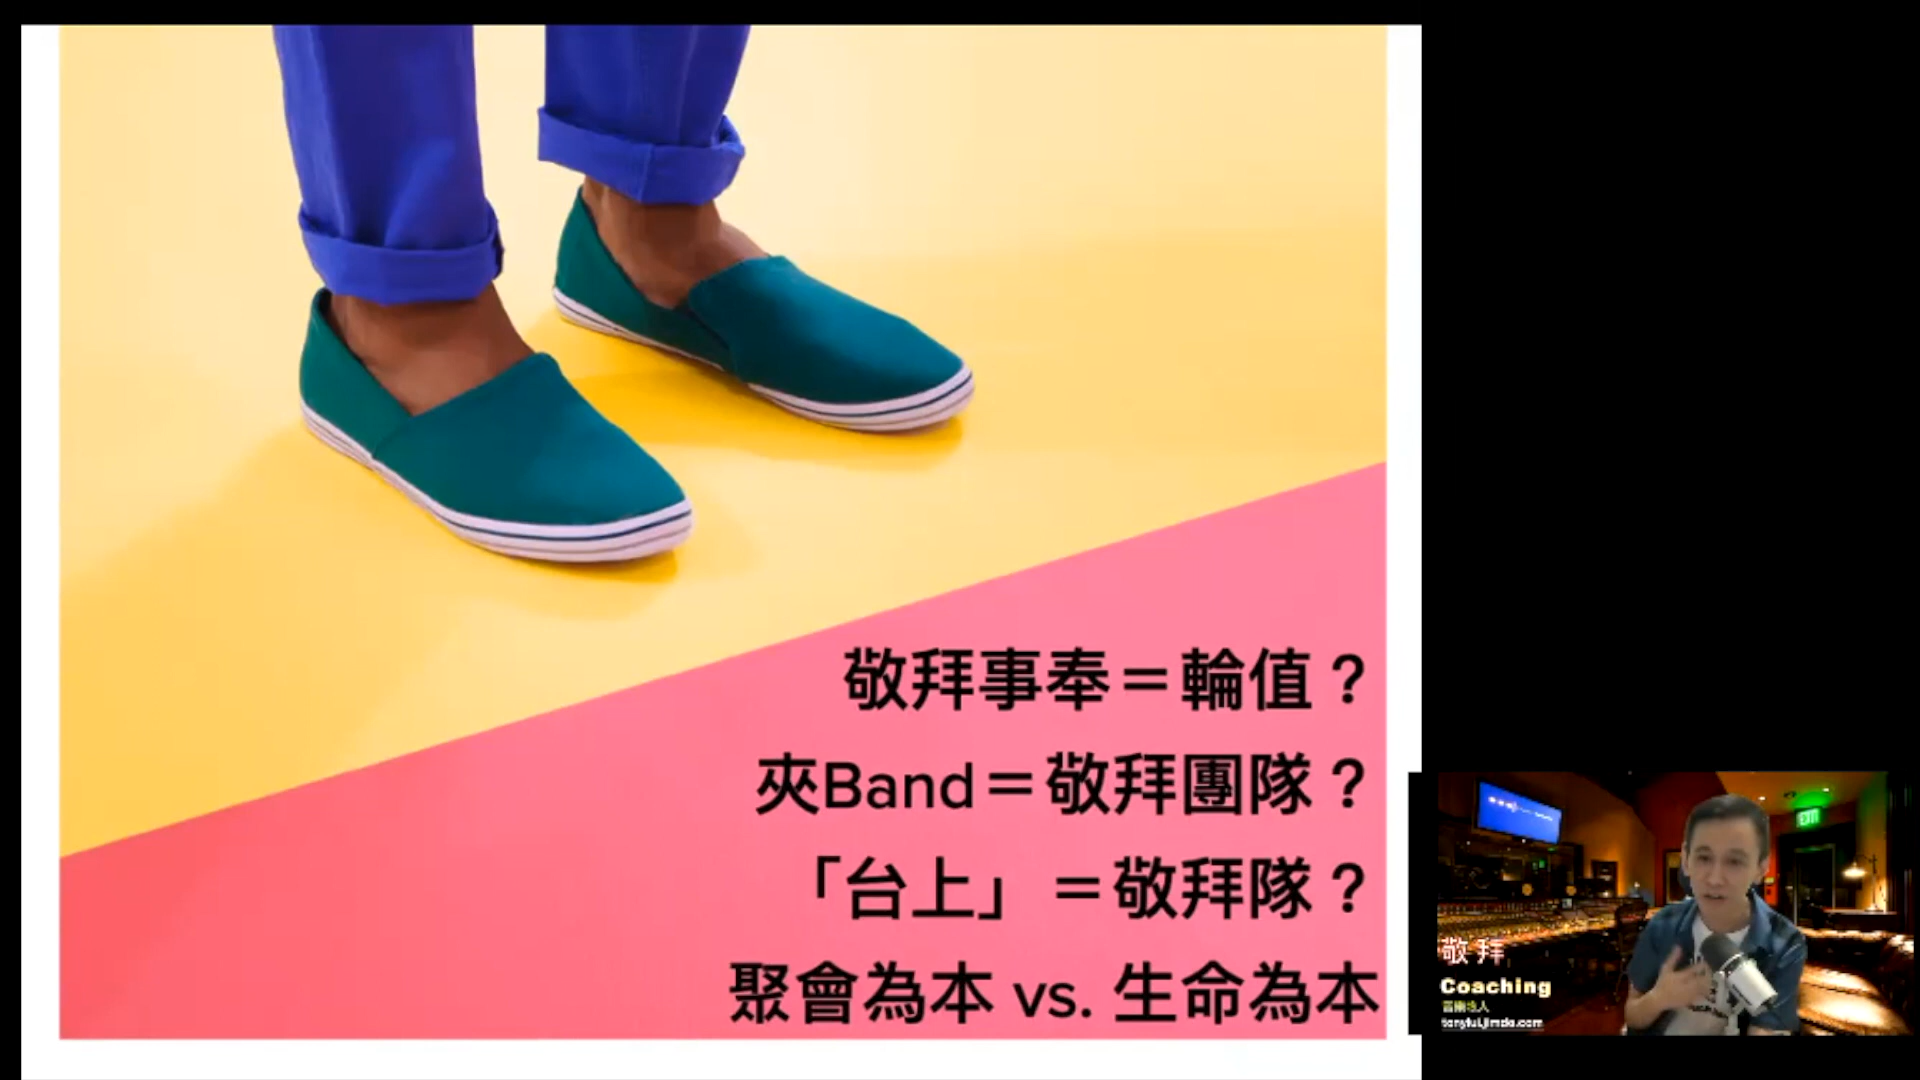 敬拜事奉＝輪值？
夾Band＝敬拜團隊？
「台上」＝敬拜隊？
聚會為本 vs. 生命為本
敬拜
Coaching